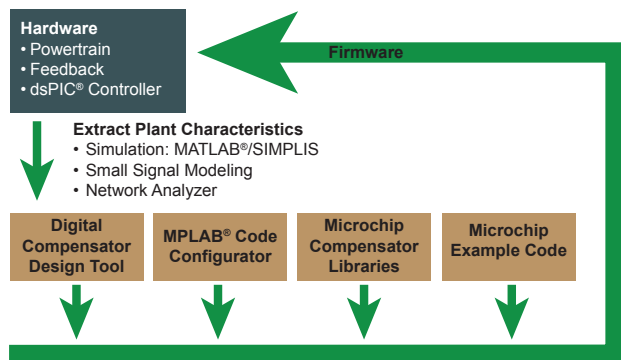 Hardware
• Powertrain
• Feedback
• dsPIC® Controller
Firmware
Extract Plant Characteristics
• Simulation: MATLAB®/SIMPLIS
• Small Signal Modeling
• Network Analyzer
Digital
Compensator
Design Tool
MPLAB® Code
Configurator
Microchip
Compensator
Libraries
Microchip
Example Code